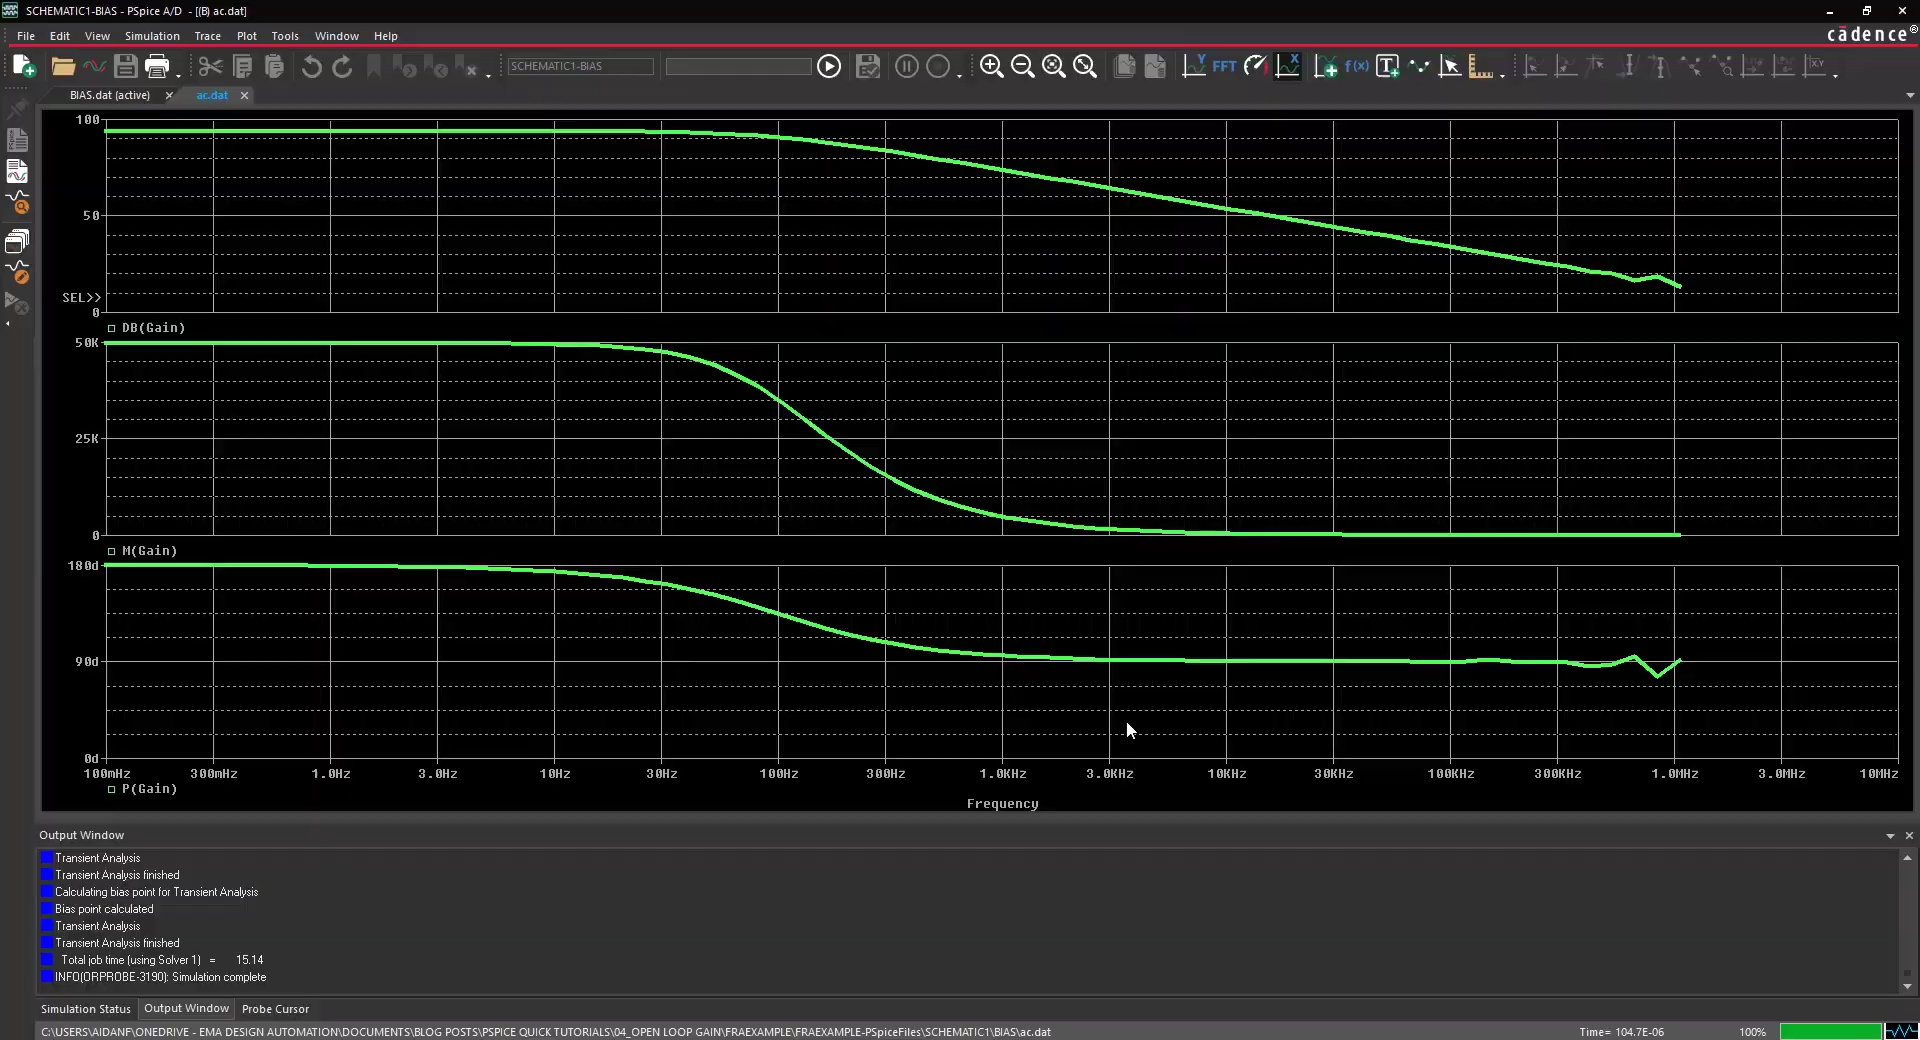 SCHEMATIC1-BIAS - PSpice A/D - [(B) ac.dat]
File Edit View Simulation Trace Plot Tools Window Help
cādence®
SCHEMATIC1-BIAS
Y FFT X f(x) T X,Y
BIAS.dat (active) ac.dat
100
50
SEL>>
0
DB(Gain)
50K
25K
0
M(Gain)
180d
90d
0d
100mHz 300mHz 1.0Hz 3.0Hz 10Hz 30Hz 100Hz 300Hz 1.0KHz 3.0KHz 10KHz 30KHz 100KHz 300KHz 1.0MHz 3.0MHz 10MHz
P(Gain)
Frequency
Output Window
Transient Analysis
Transient Analysis finished
Calculating bias point for Transient Analysis
Bias point calculated
Transient Analysis
Transient Analysis finished
Total job time (using Solver 1) = 15.14
INFO(ORPROBE-3190): Simulation complete
Simulation Status Output Window Probe Cursor
C:\USERS\AIDANF\ONEDRIVE - EMA DESIGN AUTOMATION\DOCUMENTS\BLOG POSTS\PSPICE QUICK TUTORIALS\04_OPEN LOOP GAIN\FRAEXAMPLE\FRAEXAMPLE-PSpiceFiles\SCHEMATIC1\BIAS\ac.dat Time= 104.7E-06 100%